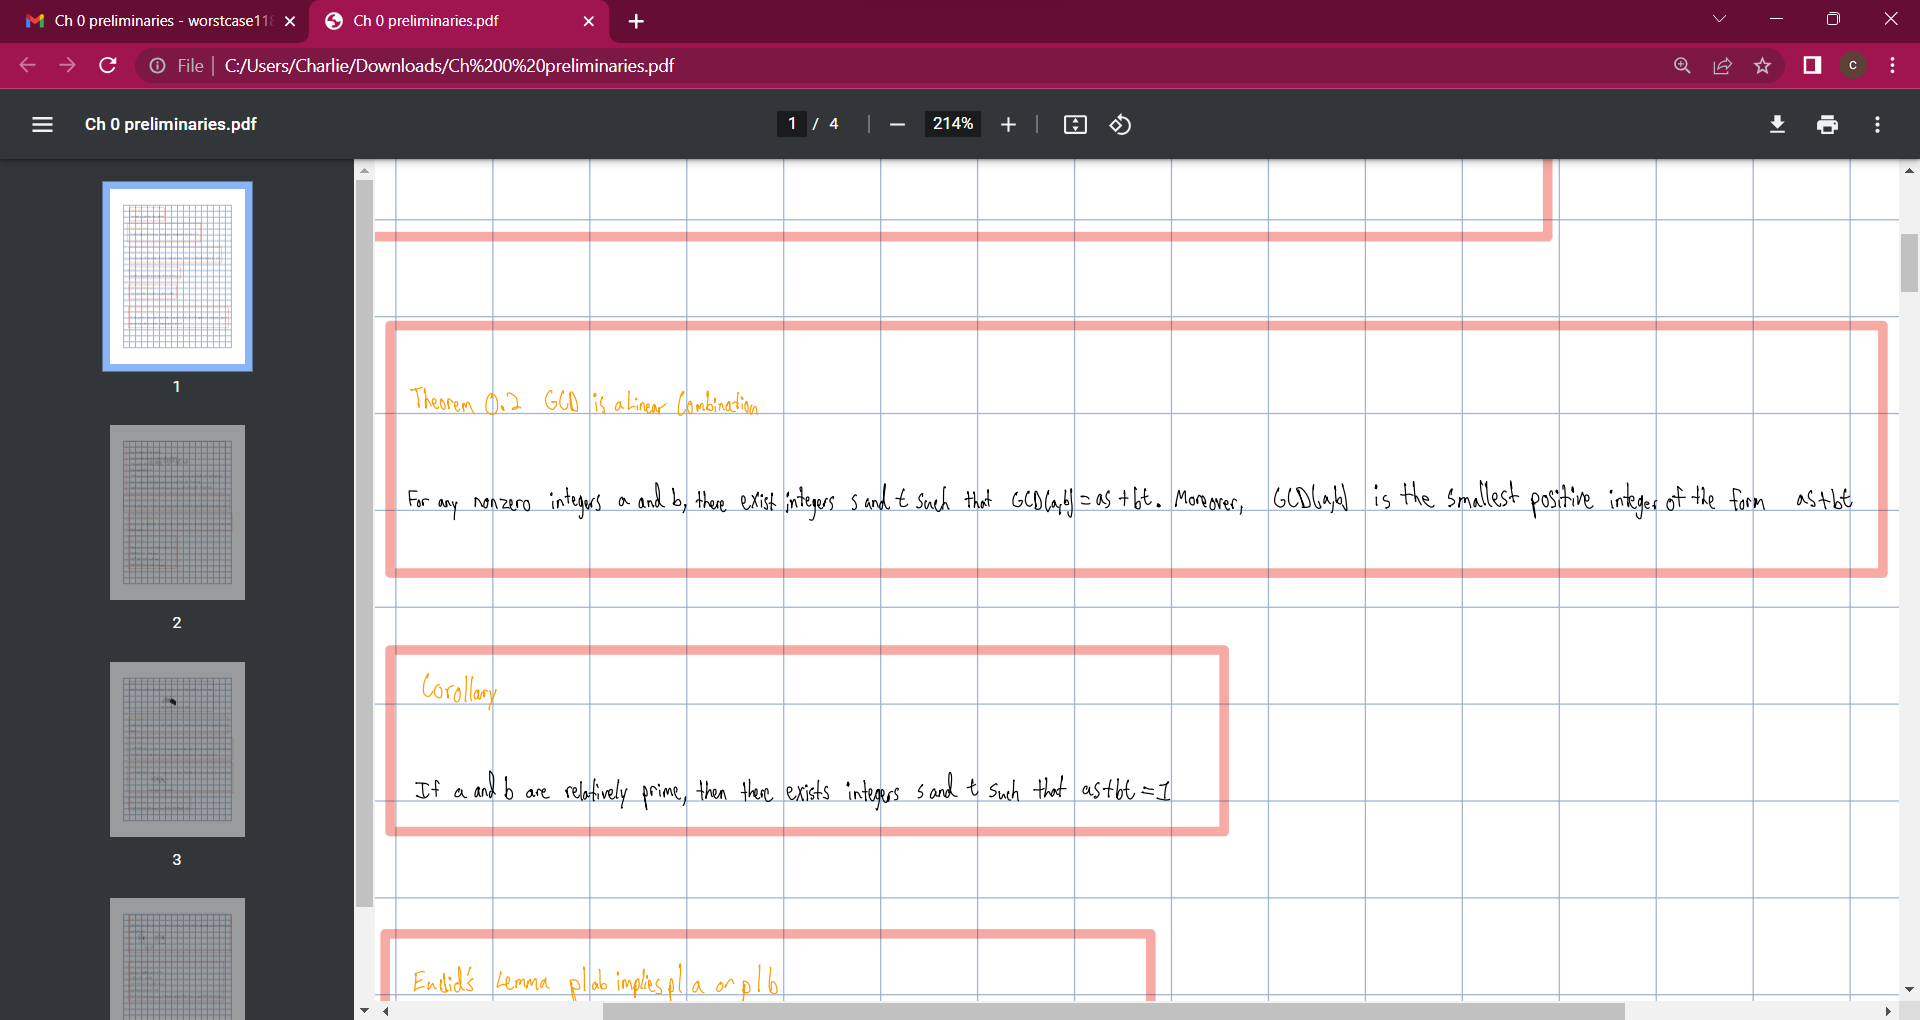 Ch 0 preliminaries - worstcase118
Ch 0 preliminaries.pdf
File
C:/Users/Charlie/Downloads/Ch%200%20preliminaries.pdf
C
Ch 0 preliminaries.pdf
1 / 4
214%
Theorem 0.2 GCD is a Linear Combination
For any nonzero integers a and b, there exist integers s and t such that GCD(a,b)=as+bt. Moreover, GCD(a,b) is the smallest positive integer of the form as+bt
Corollary
If a and b are relatively prime, then there exists integers s and t such that as+bt=1
Euclid's Lemma p|ab implies p|a or p|b
1
2
3